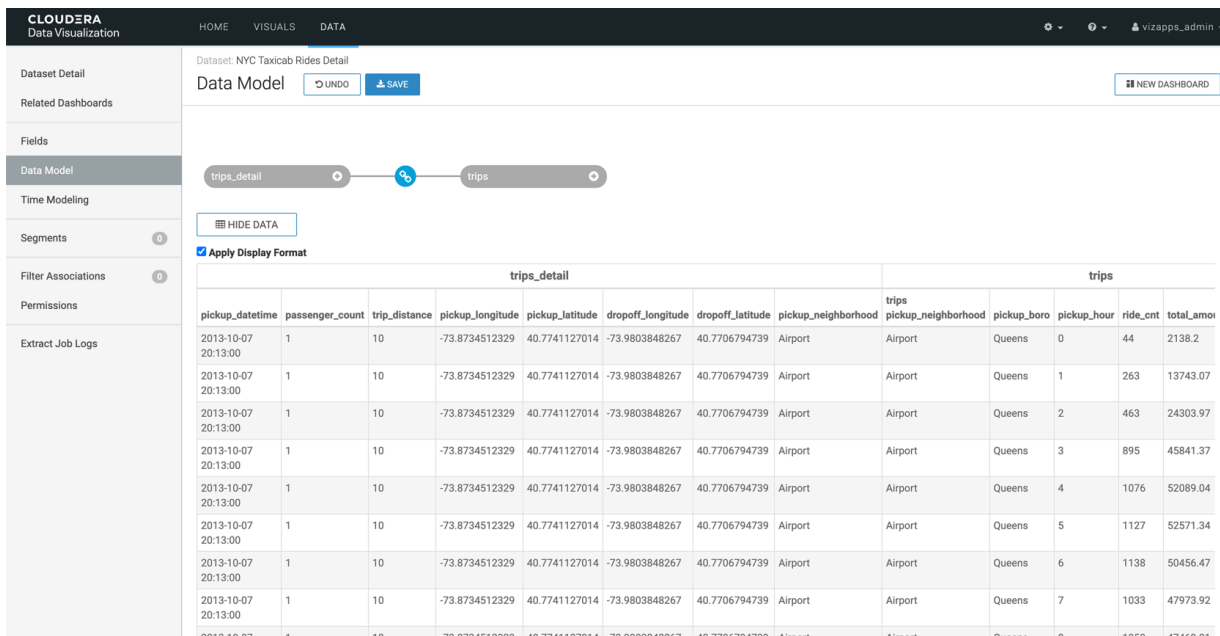 CLOUDERA
Data Visualization
HOME VISUALS DATA
vizapps_admin
Dataset Detail
Related Dashboards
Fields
Data Model
Time Modeling
Segments 0
Filter Associations 0
Permissions
Extract Job Logs
Dataset: NYC Taxicab Rides Detail
Data Model UNDO SAVE
NEW DASHBOARD
trips_detail trips
HIDE DATA
Apply Display Format
trips_detail trips
pickup_datetime passenger_count trip_distance pickup_longitude pickup_latitude dropoff_longitude dropoff_latitude pickup_neighborhood trips pickup_neighborhood pickup_boro pickup_hour ride_cnt total_amou
2013-10-07 20:13:00 1 10 -73.8734512329 40.7741127014 -73.9803848267 40.7706794739 Airport Airport Queens 0 44 2138.2
2013-10-07 20:13:00 1 10 -73.8734512329 40.7741127014 -73.9803848267 40.7706794739 Airport Airport Queens 1 263 13743.07
2013-10-07 20:13:00 1 10 -73.8734512329 40.7741127014 -73.9803848267 40.7706794739 Airport Airport Queens 2 463 24303.97
2013-10-07 20:13:00 1 10 -73.8734512329 40.7741127014 -73.9803848267 40.7706794739 Airport Airport Queens 3 895 45841.37
2013-10-07 20:13:00 1 10 -73.8734512329 40.7741127014 -73.9803848267 40.7706794739 Airport Airport Queens 4 1076 52089.04
2013-10-07 20:13:00 1 10 -73.8734512329 40.7741127014 -73.9803848267 40.7706794739 Airport Airport Queens 5 1127 52571.34
2013-10-07 20:13:00 1 10 -73.8734512329 40.7741127014 -73.9803848267 40.7706794739 Airport Airport Queens 6 1138 50456.47
2013-10-07 20:13:00 1 10 -73.8734512329 40.7741127014 -73.9803848267 40.7706794739 Airport Airport Queens 7 1033 47973.92